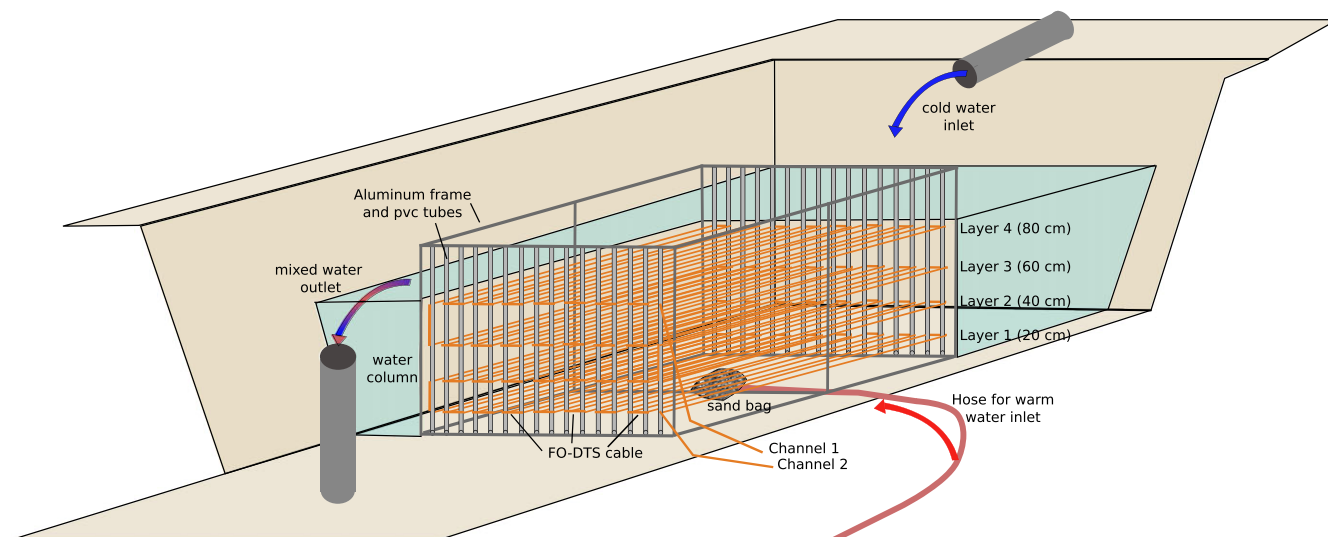 cold water
inlet
Aluminum frame
and pvc tubes
Layer 4 (80 cm)
mixed water
outlet
Layer 3 (60 cm)
Layer 2 (40 cm)
Layer 1 (20 cm)
water
column
sand bag
Hose for warm
water inlet
FO-DTS cable
Channel 1
Channel 2